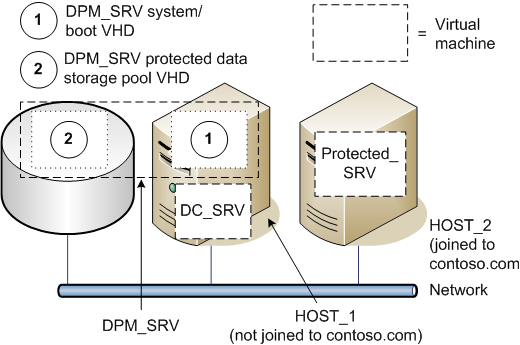 1
DPM_SRV system/
boot VHD
2
DPM_SRV protected data
storage pool VHD
= Virtual
machine
2
1
Protected_
SRV
DC_SRV
HOST_2
(joined to
contoso.com
Network
DPM_SRV
HOST_1
(not joined to contoso.com)